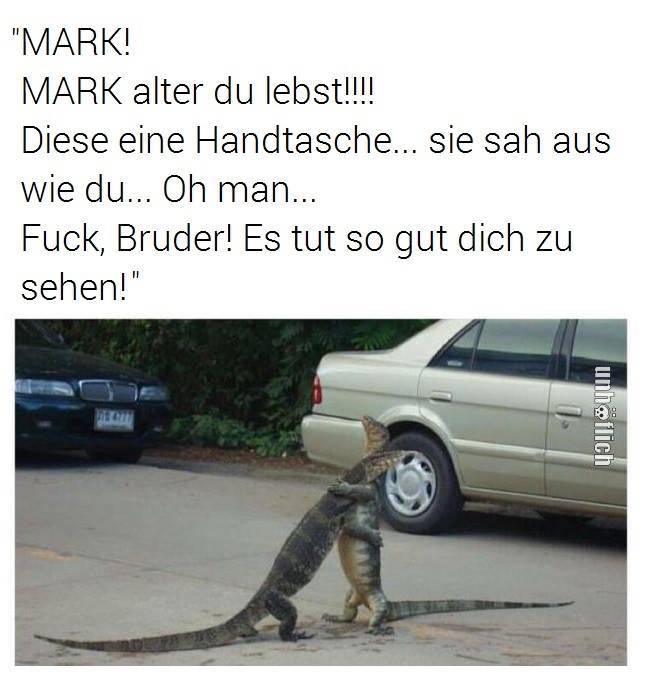 "MARK!
MARK alter du lebst!!!!
Diese eine Handtasche... sie sah aus
wie du... Oh man...
Fuck, Bruder! Es tut so gut dich zu
sehen!"
unhöflich